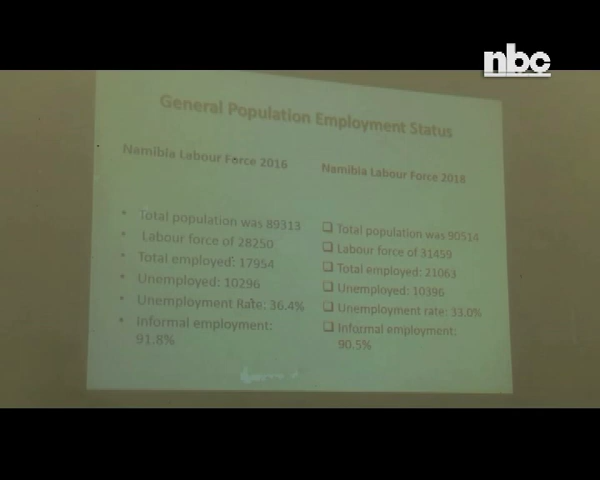 nbc
General Population Employment Status
Namibia Labour Force 2016
• Total population was 89313
• Labour force of 28250
• Total employed: 17954
• Unemployed: 10296
• Unemployment Rate: 36.4%
• Informal employment:
91.8%
Namibia Labour Force 2018
❑ Total population was 90514
❑ Labour force of 31459
❑ Total employed: 21063
❑ Unemployed: 10396
❑ Unemployment rate: 33.0%
❑ Informal employment:
90.5%